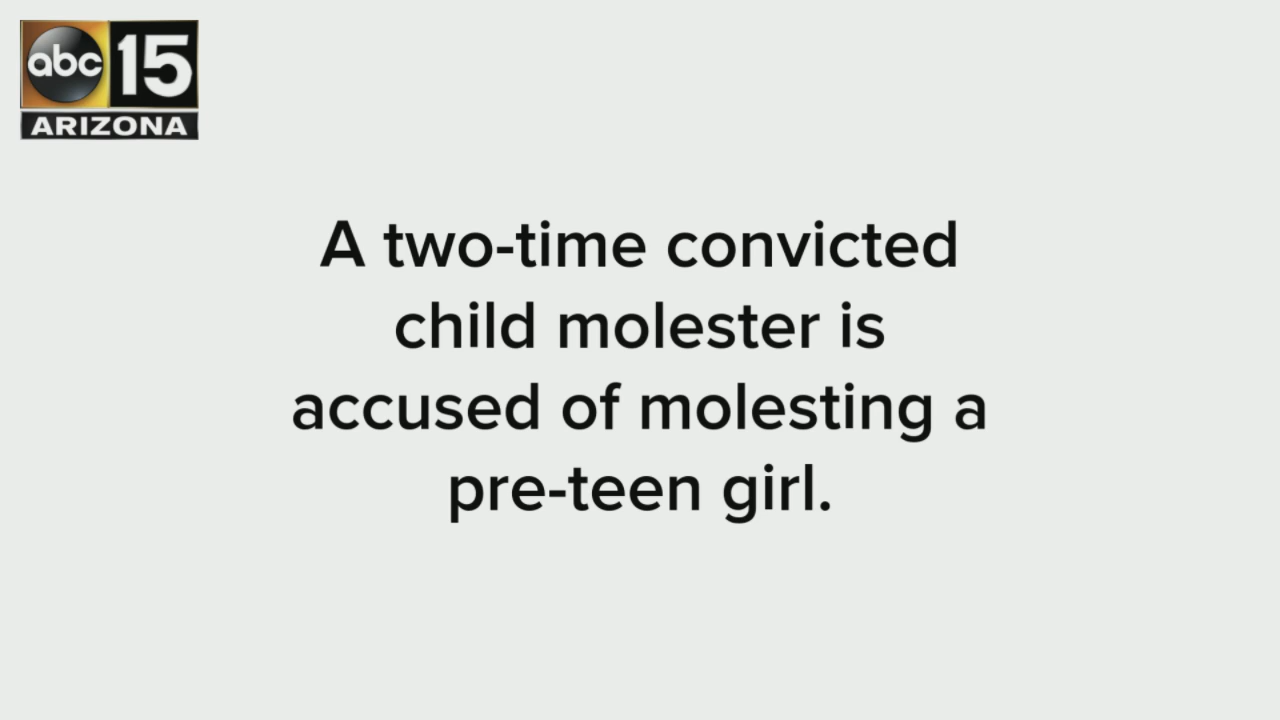 abc 15
ARIZONA
A two-time convicted
child molester is
accused of molesting a
pre-teen girl.